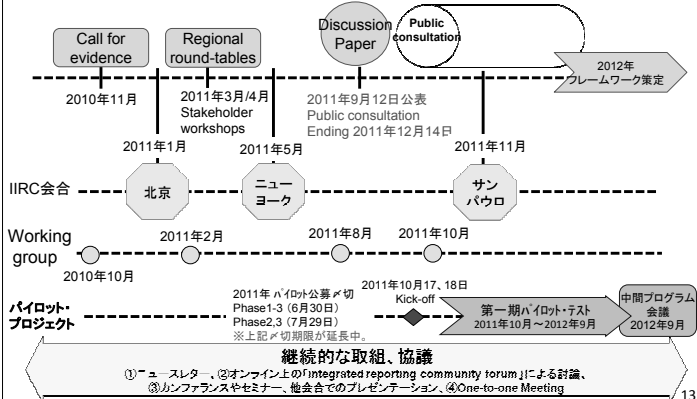 Call for
evidence
Regional
round-tables
Discussion
Paper
Public
consultation
2012年
フレームワーク策定
2010年11月
2011年3月/4月
Stakeholder
workshops
2011年9月12日公表
Public consultation
Ending 2011年12月14日
2011年1月
2011年5月
2011年11月
IIRC会合
北京
ニュー
ヨーク
サン
パウロ
Working
group
2010年10月
2011年2月
2011年8月
2011年10月
パイロット・
プロジェクト
2011年 パイロット公募〆切
Phase1-3 (6月30日)
Phase2,3 (7月29日)
※上記〆切期限が延長中。
2011年10月17、18日
Kick-off
第一期パイロット・テスト
2011年10月～2012年9月
中間プログラム
会議
2012年9月
継続的な取組、協議
①ニュースレター、②オンライン上の「integrated reporting community forum」による討論、
③カンファランスやセミナー、他会合でのプレゼンテーション、④One-to-one Meeting
13